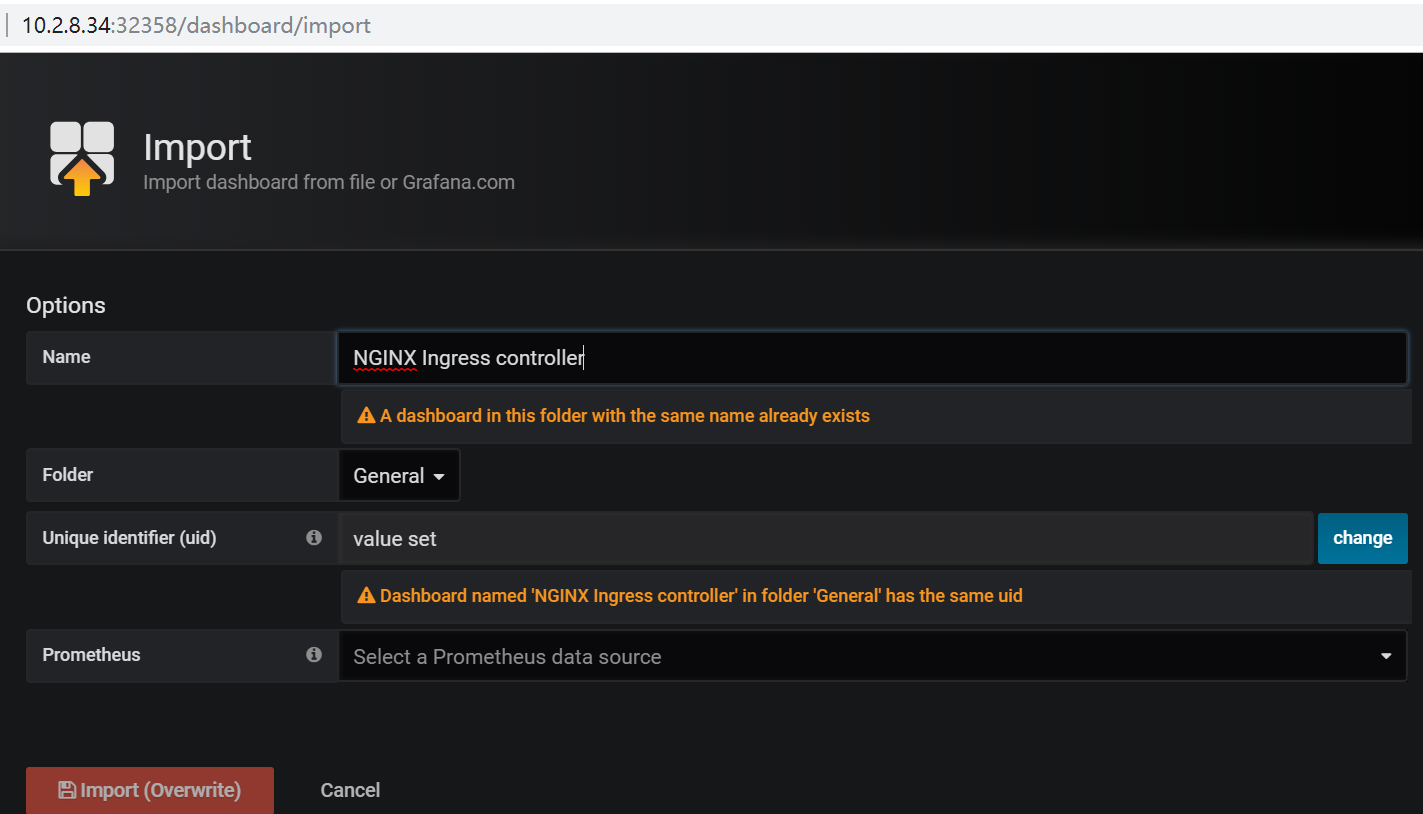 10.2.8.34:32358/dashboard/import
Import
Import dashboard from file or Grafana.com
Options
Name
NGINX Ingress controller
A dashboard in this folder with the same name already exists
Folder
General
Unique identifier (uid)
value set
change
Dashboard named 'NGINX Ingress controller' in folder 'General' has the same uid
Prometheus
Select a Prometheus data source
Import (Overwrite)
Cancel